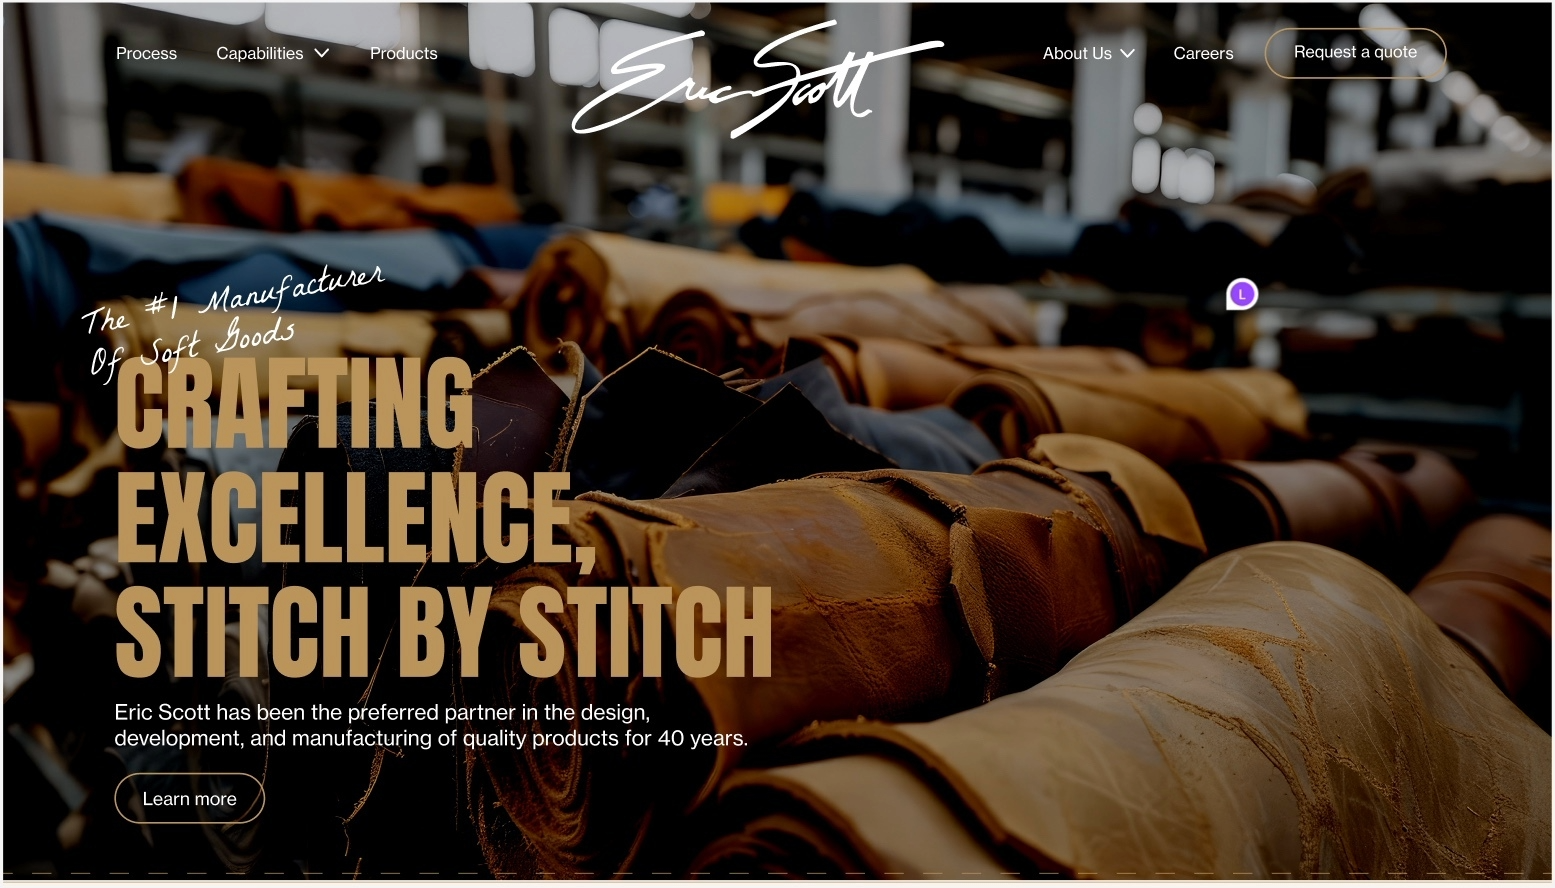 Process Capabilities Products Eric Scott About Us Careers Request a quote
L
The #1 Manufacturer
Of Soft Goods
CRAFTING
EXCELLENCE,
STITCH BY STITCH
Eric Scott has been the preferred partner in the design,
development, and manufacturing of quality products for 40 years.
Learn more